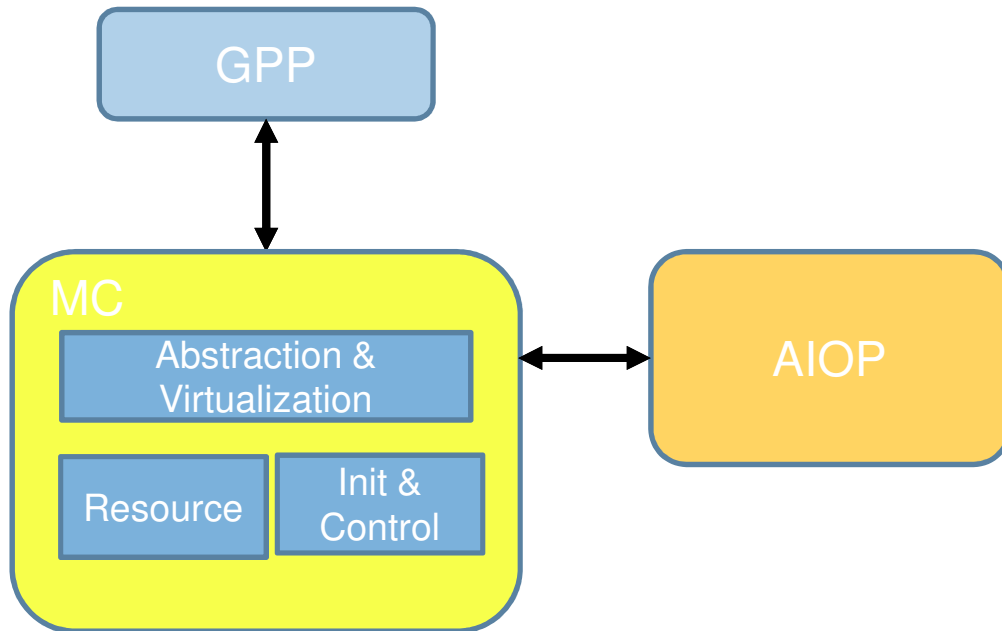 GPP
MC
Abstraction &
Virtualization
Resource
Init &
Control
AIOP